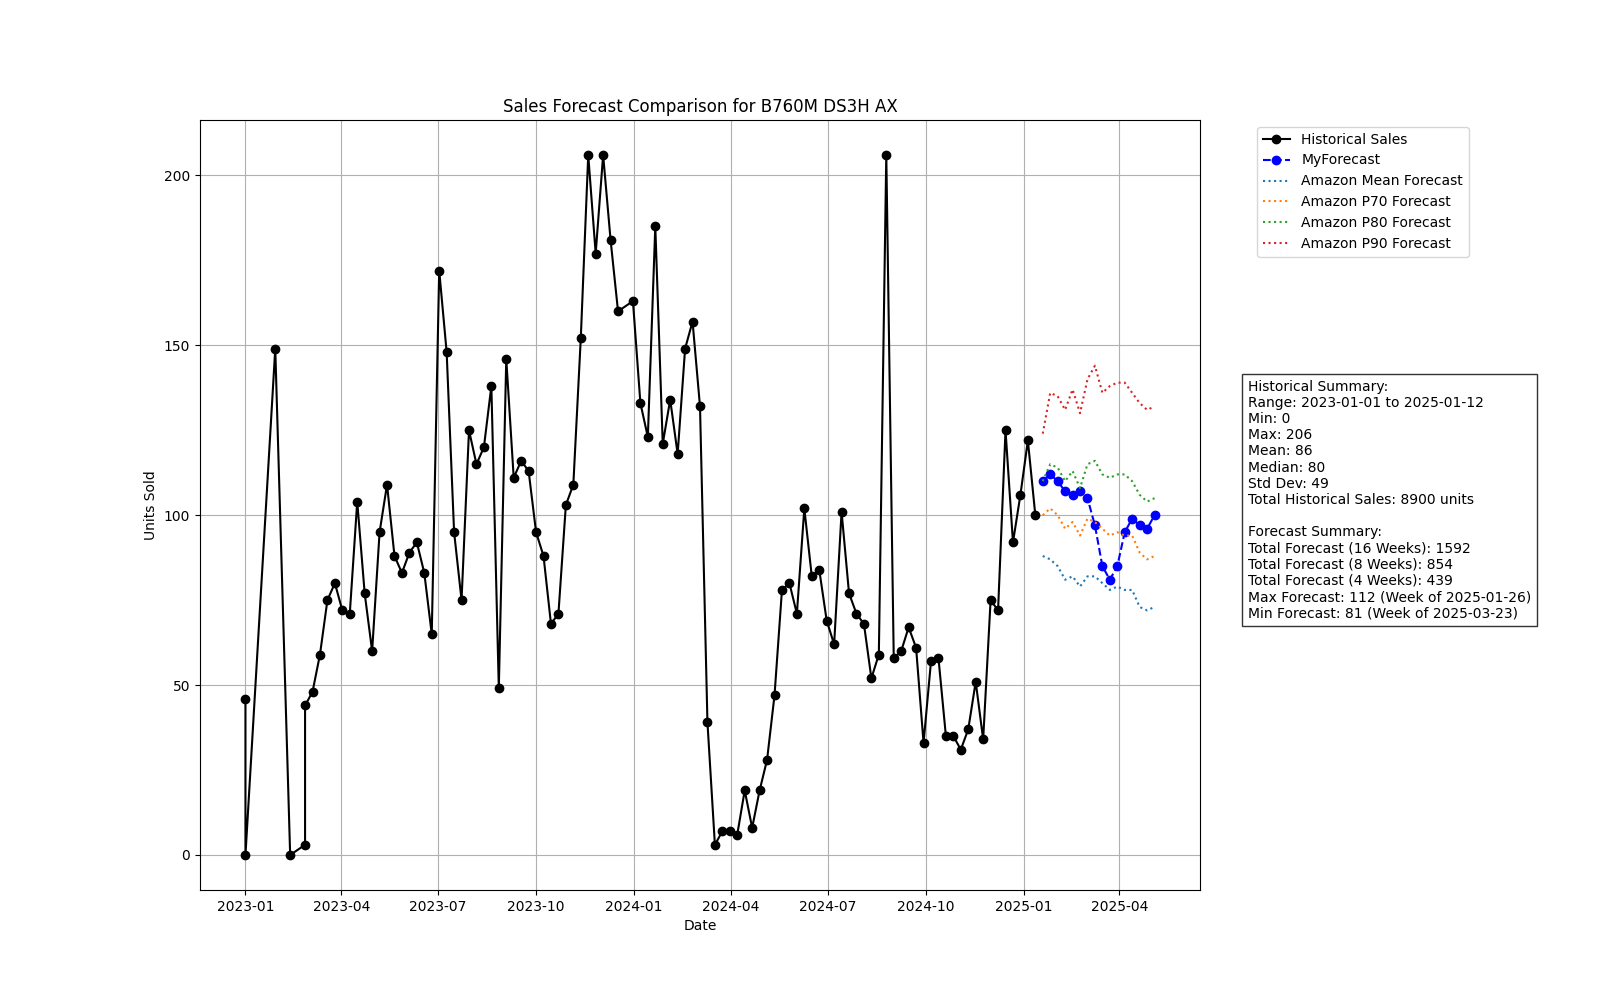 Sales Forecast Comparison for B760M DS3H AX
Historical Sales
MyForecast
Amazon Mean Forecast
Amazon P70 Forecast
Amazon P80 Forecast
Amazon P90 Forecast
200
150
100
50
0
Units Sold
2023-01
2023-04
2023-07
2023-10
2024-01
2024-04
2024-07
2024-10
2025-01
2025-04
Date
Historical Summary:
Range: 2023-01-01 to 2025-01-12
Min: 0
Max: 206
Mean: 86
Median: 80
Std Dev: 49
Total Historical Sales: 8900 units
Forecast Summary:
Total Forecast (16 Weeks): 1592
Total Forecast (8 Weeks): 854
Total Forecast (4 Weeks): 439
Max Forecast: 112 (Week of 2025-01-26)
Min Forecast: 81 (Week of 2025-03-23)